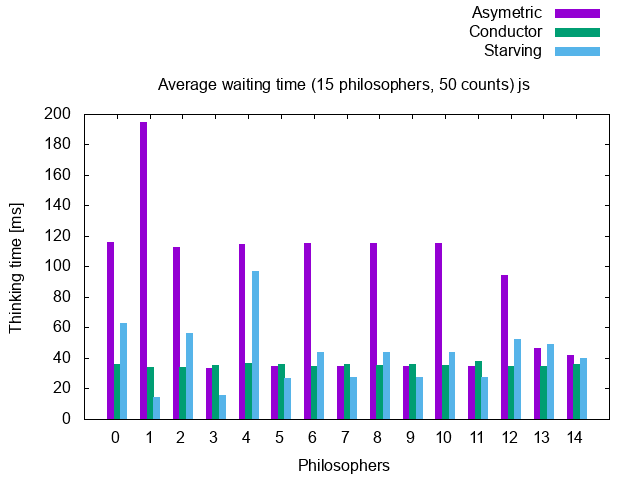 Asymetric
Conductor
Starving
Average waiting time (15 philosophers, 50 counts) js
200
180
160
140
120
100
80
60
40
20
0
Thinking time [ms]
0 1 2 3 4 5 6 7 8 9 10 11 12 13 14
Philosophers